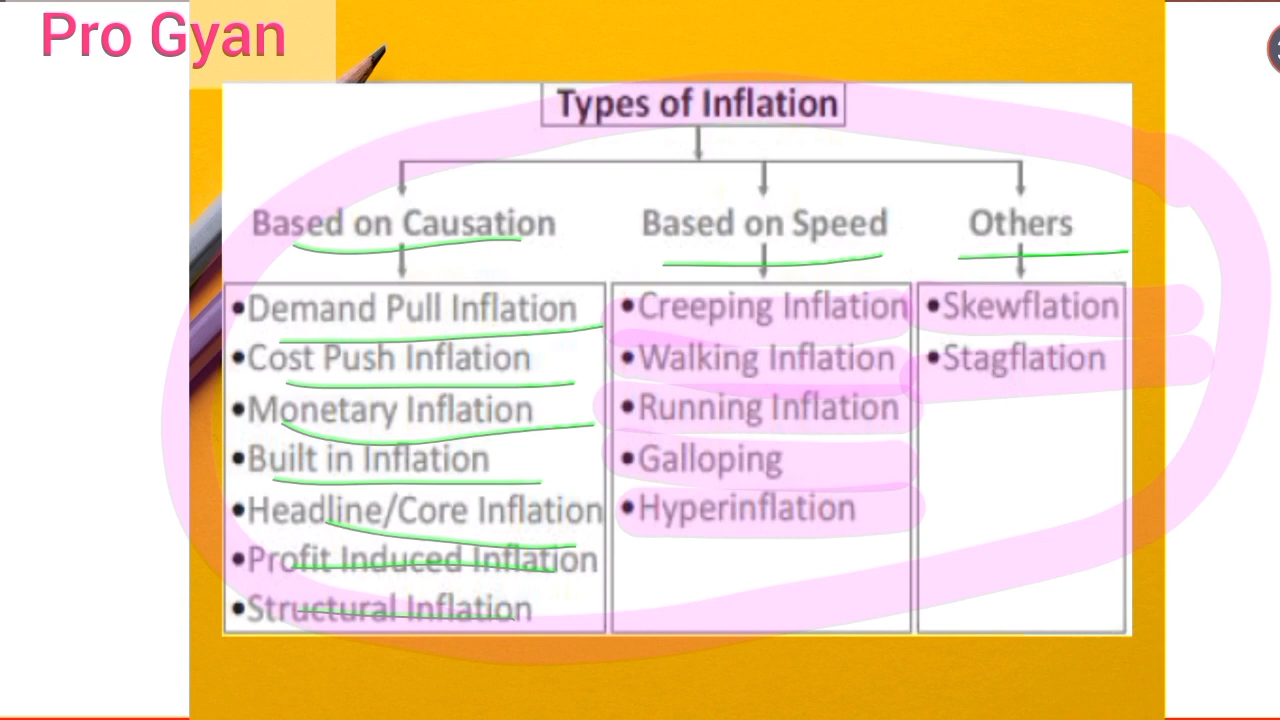 Pro Gyan
Types of Inflation
Based on Causation
•Demand Pull Inflation
•Cost Push Inflation
•Monetary Inflation
•Built in Inflation
•Headline/Core Inflation
•Profit Induced Inflation
•Structural Inflation
Based on Speed
•Creeping Inflation
•Walking Inflation
•Running Inflation
•Galloping
•Hyperinflation
Others
•Skewflation
•Stagflation